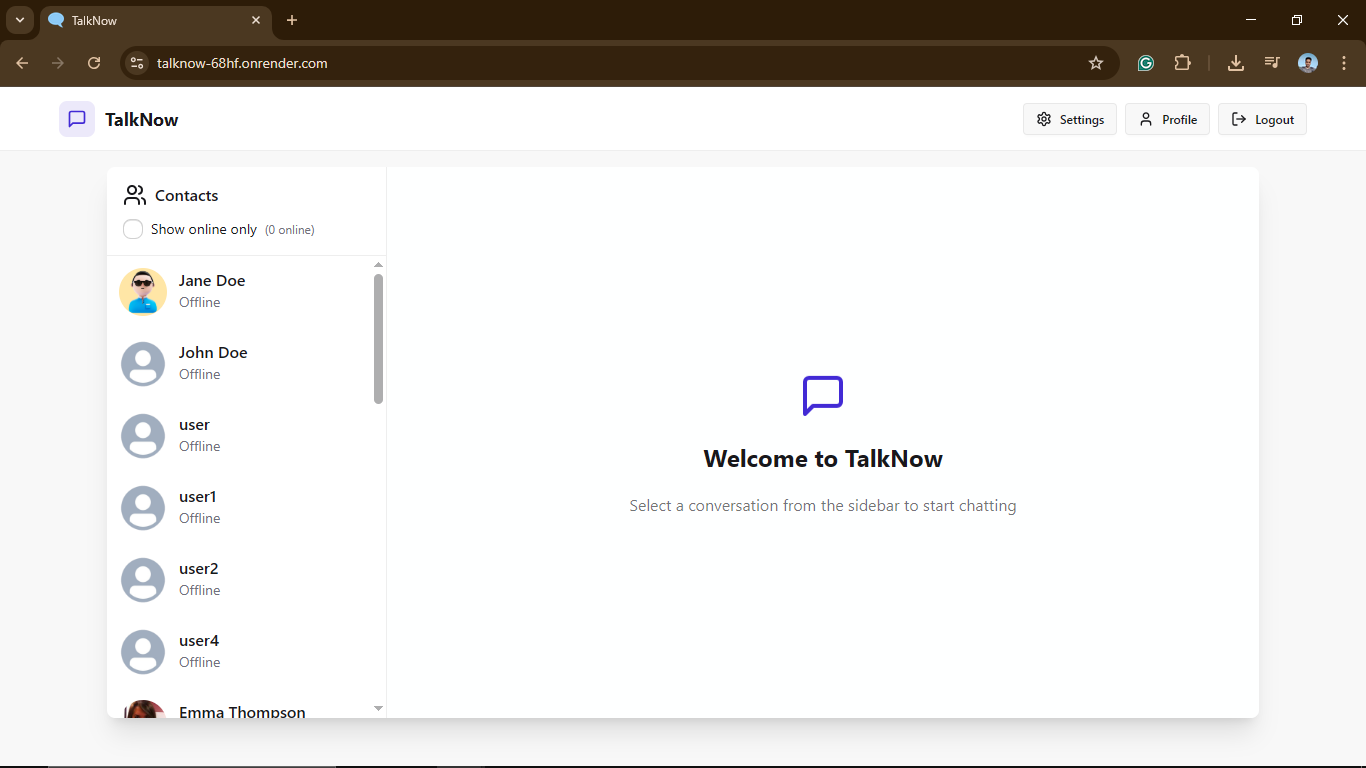 TalkNow
talknow-68hf.onrender.com
TalkNow
Settings
Profile
Logout
Contacts
Show online only (0 online)
Jane Doe
Offline
John Doe
Offline
user
Offline
user1
Offline
user2
Offline
user4
Offline
Emma Thompson
Welcome to TalkNow
Select a conversation from the sidebar to start chatting